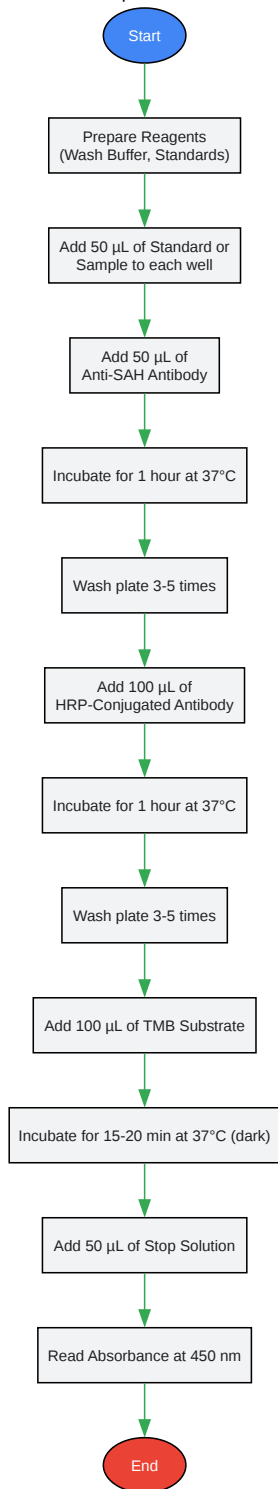 Start
Prepare Reagents
(Wash Buffer, Standards)
Add 50 µL of Standard or
Sample to each well
Add 50 µL of
Anti-SAH Antibody
Incubate for 1 hour at 37°C
Wash plate 3-5 times
Add 100 µL of
HRP-Conjugated Antibody
Incubate for 1 hour at 37°C
Wash plate 3-5 times
Add 100 µL of TMB Substrate
Incubate for 15-20 min at 37°C (dark)
Add 50 µL of Stop Solution
Read Absorbance at 450 nm
End